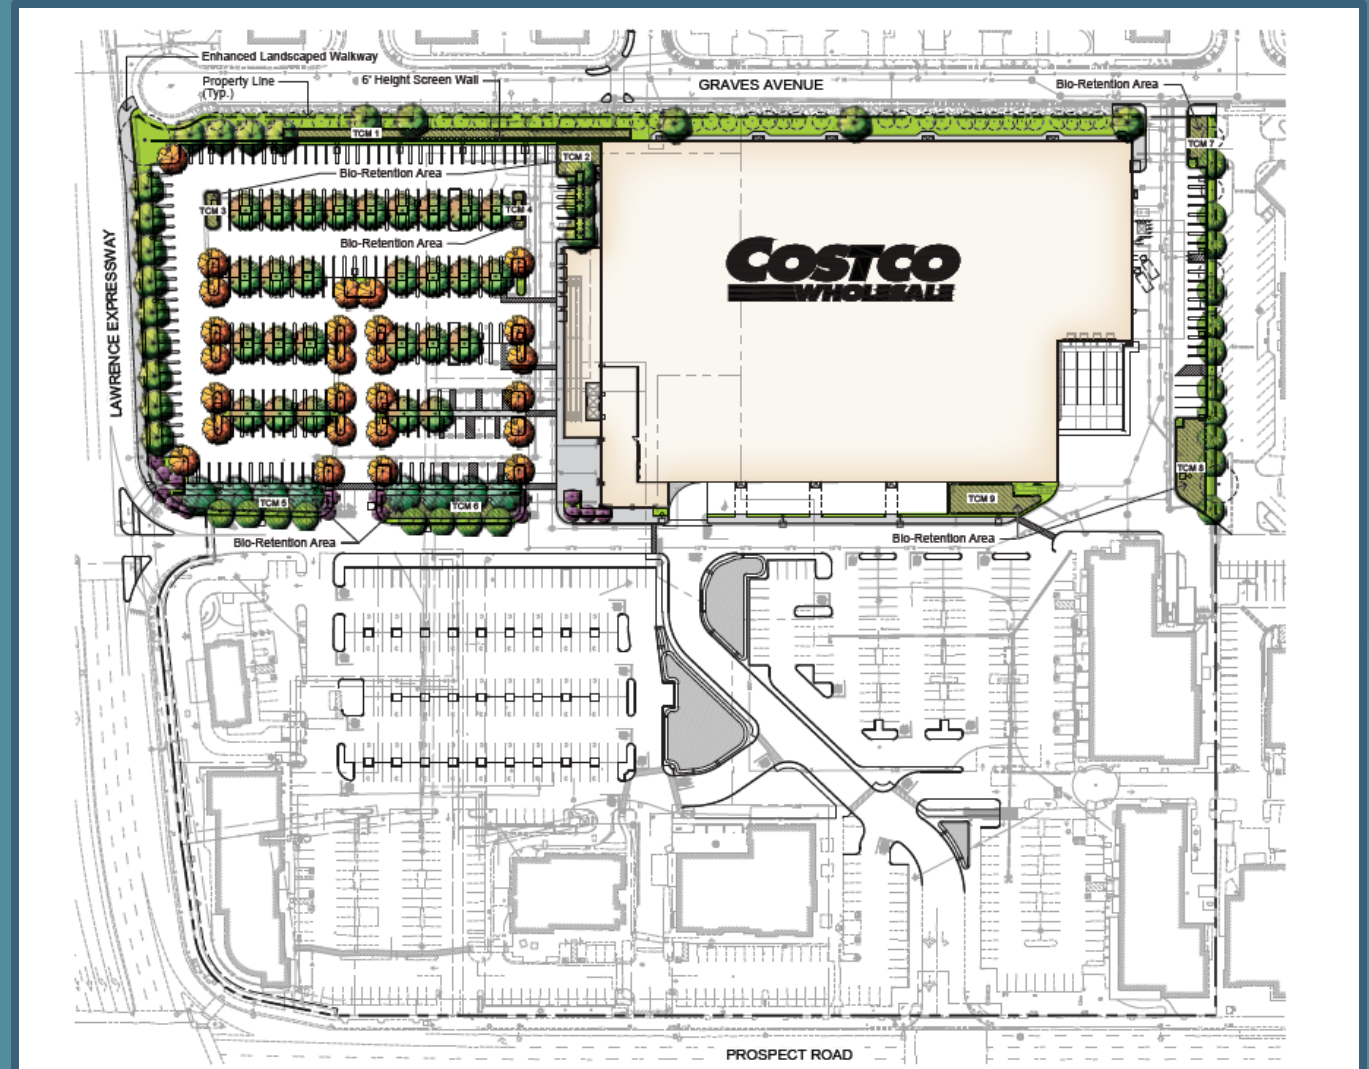 Enhanced Landscaped Walkway
Property Line
(Typ.)
6' Height Screen Wall
GRAVES AVENUE
Bio-Retention Area
TCM 1
TCM 2
TCM 7
Bio-Retention Area
TCM 3
TCM 4
Bio-Retention Area
COSTCO
WHOLESALE
LAWRENCE EXPRESSWAY
TCM 8
TCM 5
TCM 6
TCM 9
Bio-Retention Area
Bio-Retention Area
PROSPECT ROAD